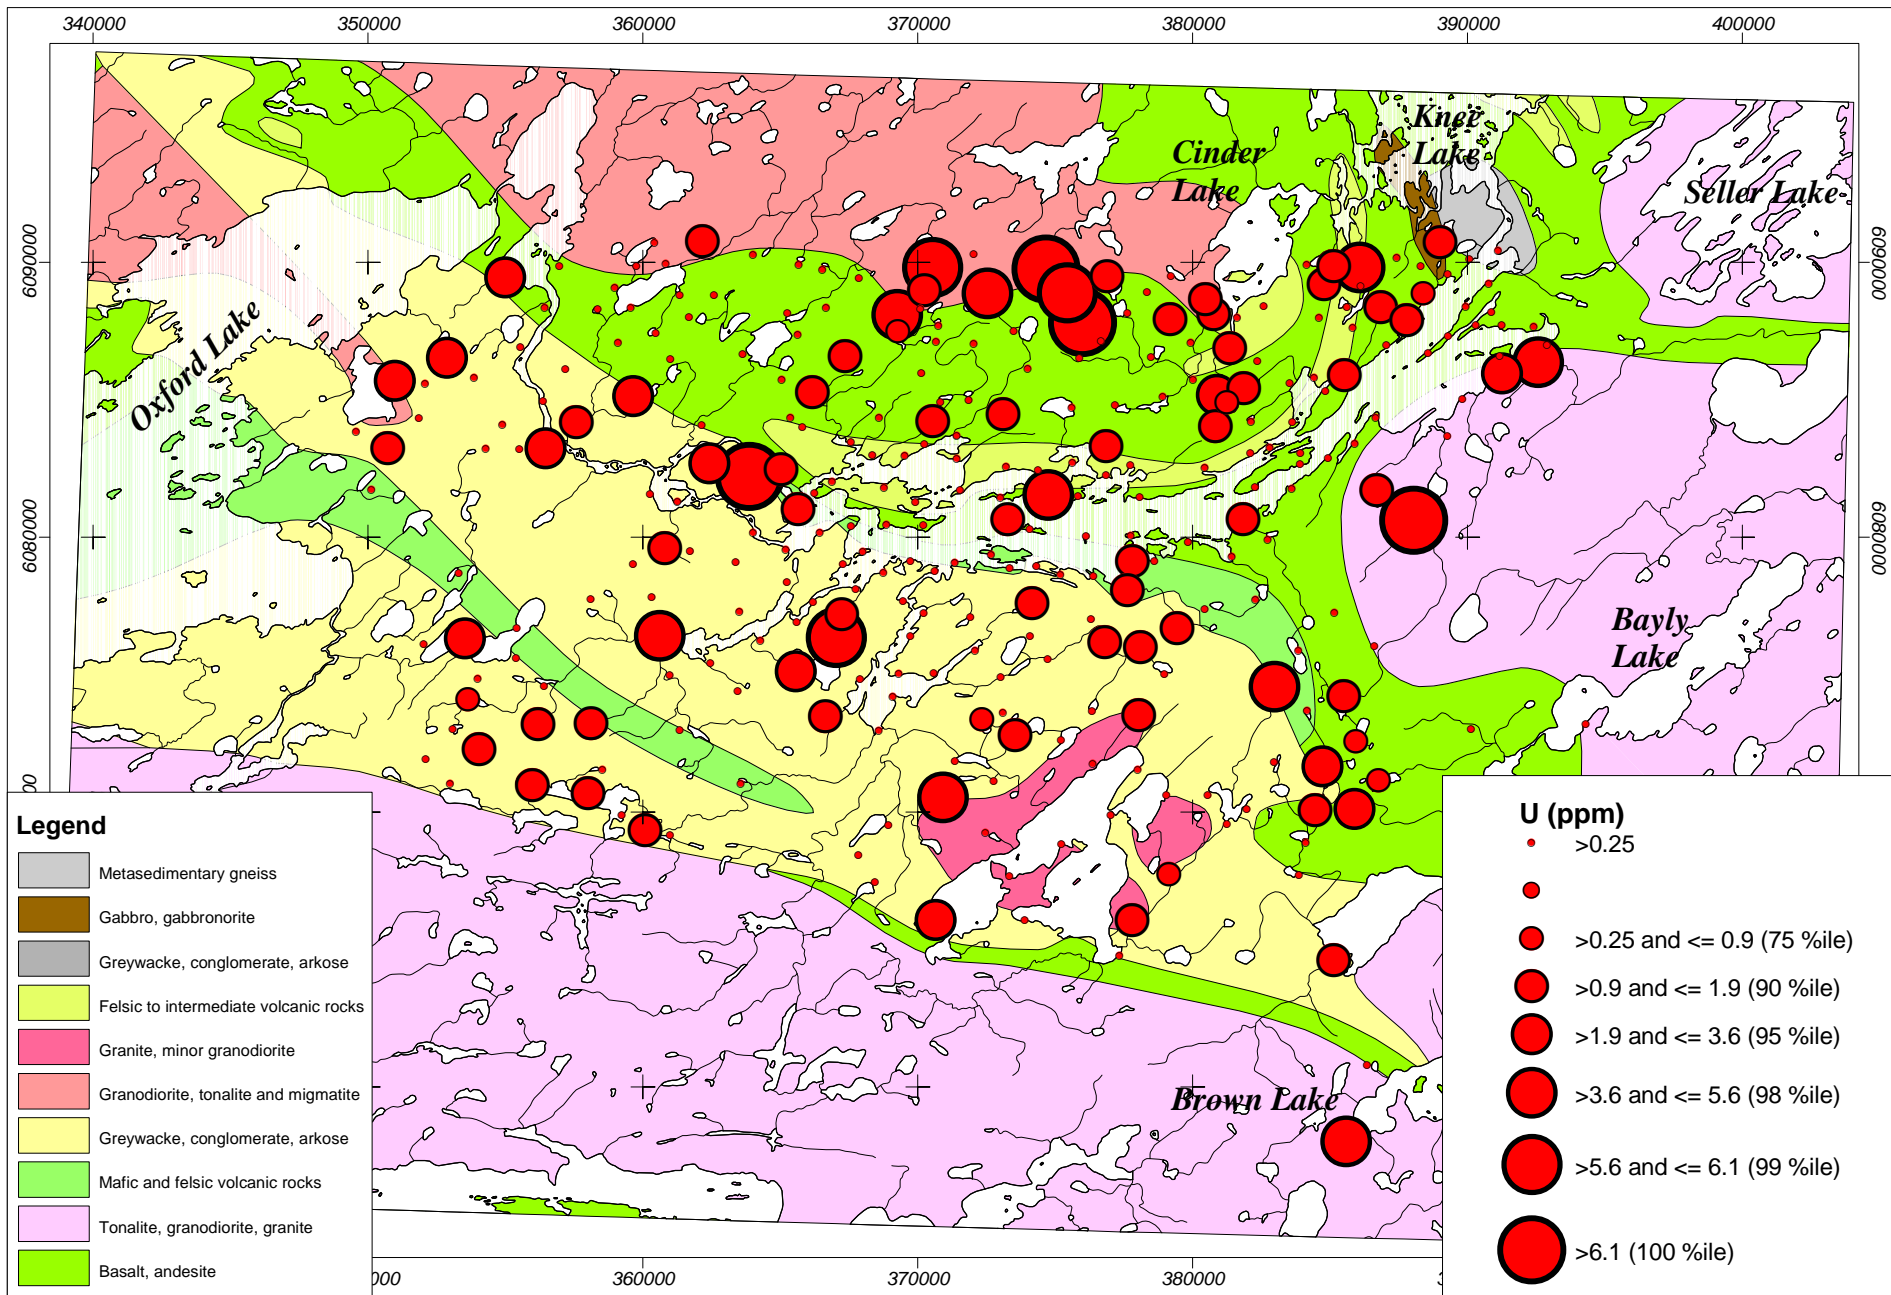 340000 350000 360000 370000 380000 390000 400000
Knee
Lake
Cinder
Lake
Seller Lake
6090000
6090000
Oxford Lake
6080000
6080000
Bayly
Lake
00
Legend
Metasedimentary gneiss
Gabbro, gabbronorite
Greywacke, conglomerate, arkose
Felsic to intermediate volcanic rocks
Granite, minor granodiorite
Granodiorite, tonalite and migmatite
Greywacke, conglomerate, arkose
Mafic and felsic volcanic rocks
Tonalite, granodiorite, granite
Basalt, andesite
Brown Lake
U (ppm)
>0.25
>0.25 and <= 0.9 (75 %ile)
>0.9 and <= 1.9 (90 %ile)
>1.9 and <= 3.6 (95 %ile)
>3.6 and <= 5.6 (98 %ile)
>5.6 and <= 6.1 (99 %ile)
>6.1 (100 %ile)
360000 370000 380000